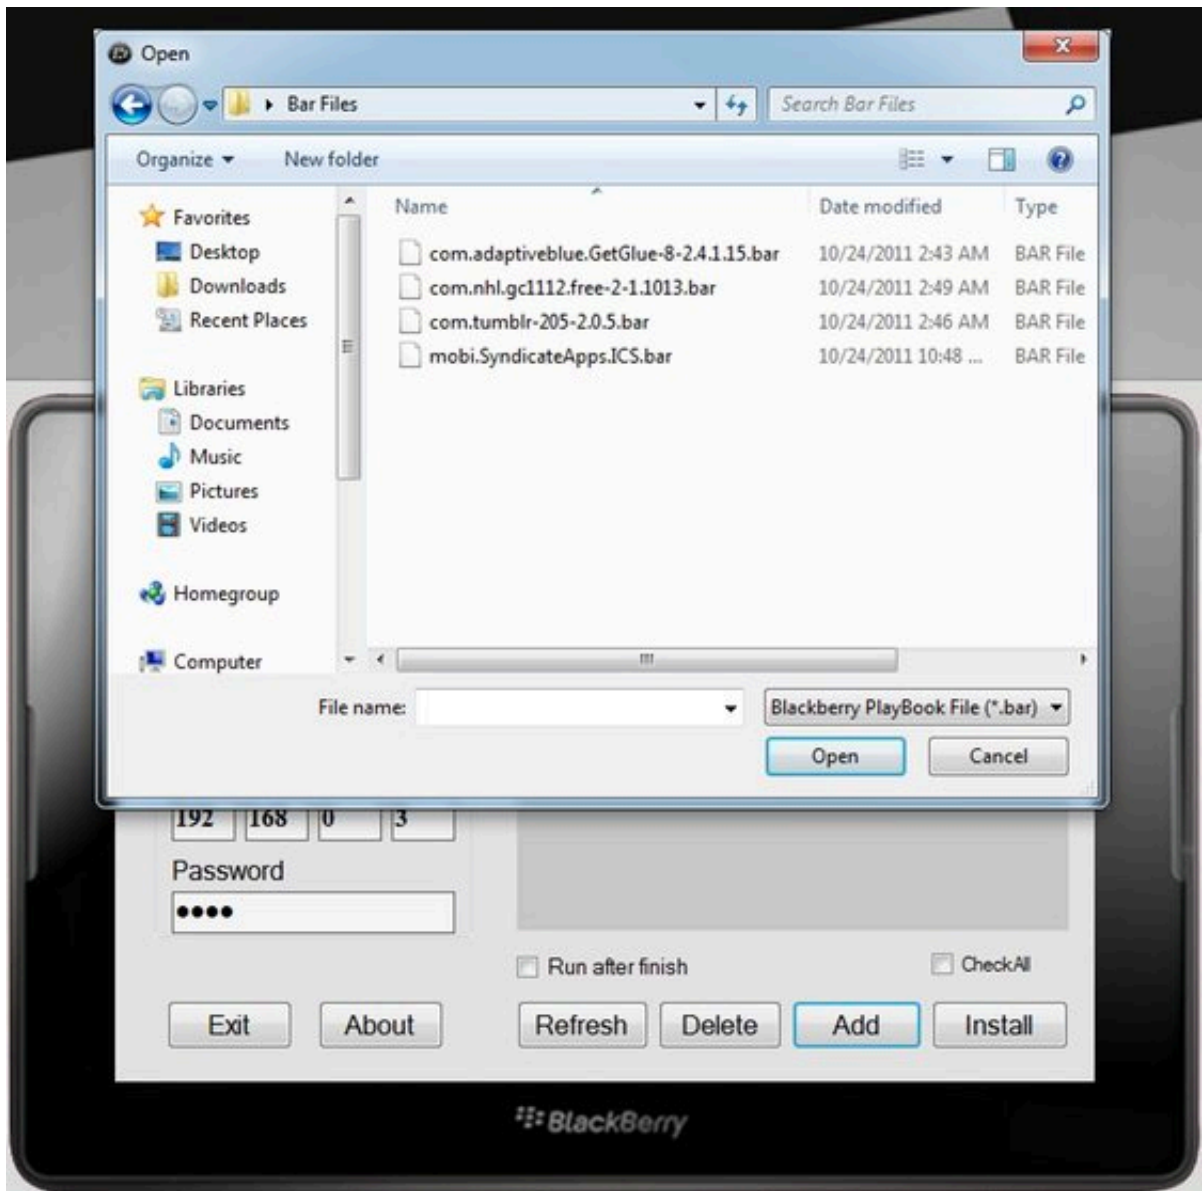 Open
Bar Files
Search Bar Files
Organize
New folder
Name
Date modified
Type
Favorites
Desktop
Downloads
Recent Places
Libraries
Documents
Music
Pictures
Videos
Homegroup
Computer
com.adaptiveblue.GetGlue-8-2.4.1.15.bar 10/24/2011 2:43 AM BAR File
com.nhl.gc1112.free-2-1.1013.bar 10/24/2011 2:49 AM BAR File
com.tumblr-205-2.0.5.bar 10/24/2011 2:46 AM BAR File
mobi.SyndicateApps.ICS.bar 10/24/2011 10:48 ... BAR File
File name:
Blackberry PlayBook File (*.bar)
Open
Cancel
192 168 0 3
Password
••••
Run after finish
Check All
Exit
About
Refresh
Delete
Add
Install
BlackBerry